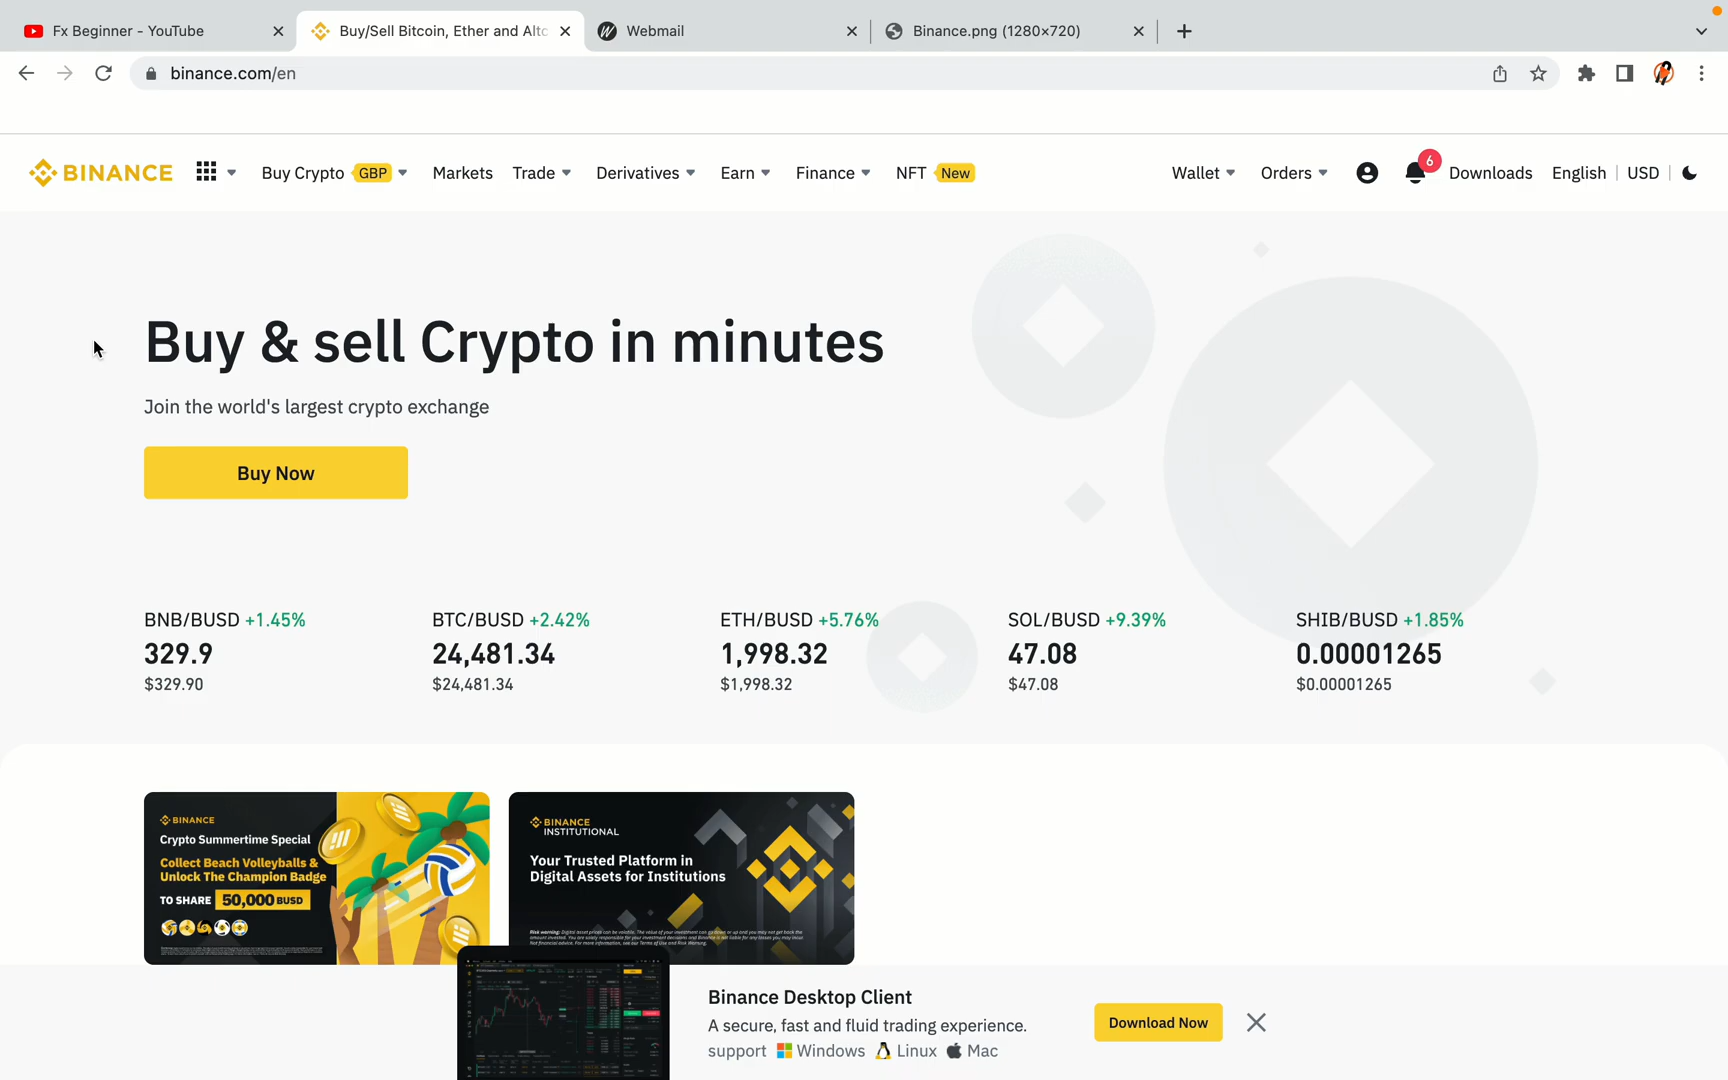 Fx Beginner - YouTube
Buy/Sell Bitcoin, Ether and Altc
Webmail
Binance.png (1280×720)
binance.com/en
BINANCE
Buy Crypto GBP
Markets
Trade
Derivatives
Earn
Finance
NFT New
Wallet
Orders
6
Downloads
English
USD
Buy & sell Crypto in minutes
Join the world's largest crypto exchange
Buy Now
BNB/BUSD +1.45%
329.9
$329.90
BTC/BUSD +2.42%
24,481.34
$24,481.34
ETH/BUSD +5.76%
1,998.32
$1,998.32
SOL/BUSD +9.39%
47.08
$47.08
SHIB/BUSD +1.85%
0.00001265
$0.00001265
BINANCE
Crypto Summertime Special
Collect Beach Volleyballs &
Unlock The Champion Badge
TO SHARE 50,000 BUSD
BINANCE
INSTITUTIONAL
Your Trusted Platform in
Digital Assets for Institutions
Binance Desktop Client
A secure, fast and fluid trading experience.
support Windows Linux Mac
Download Now